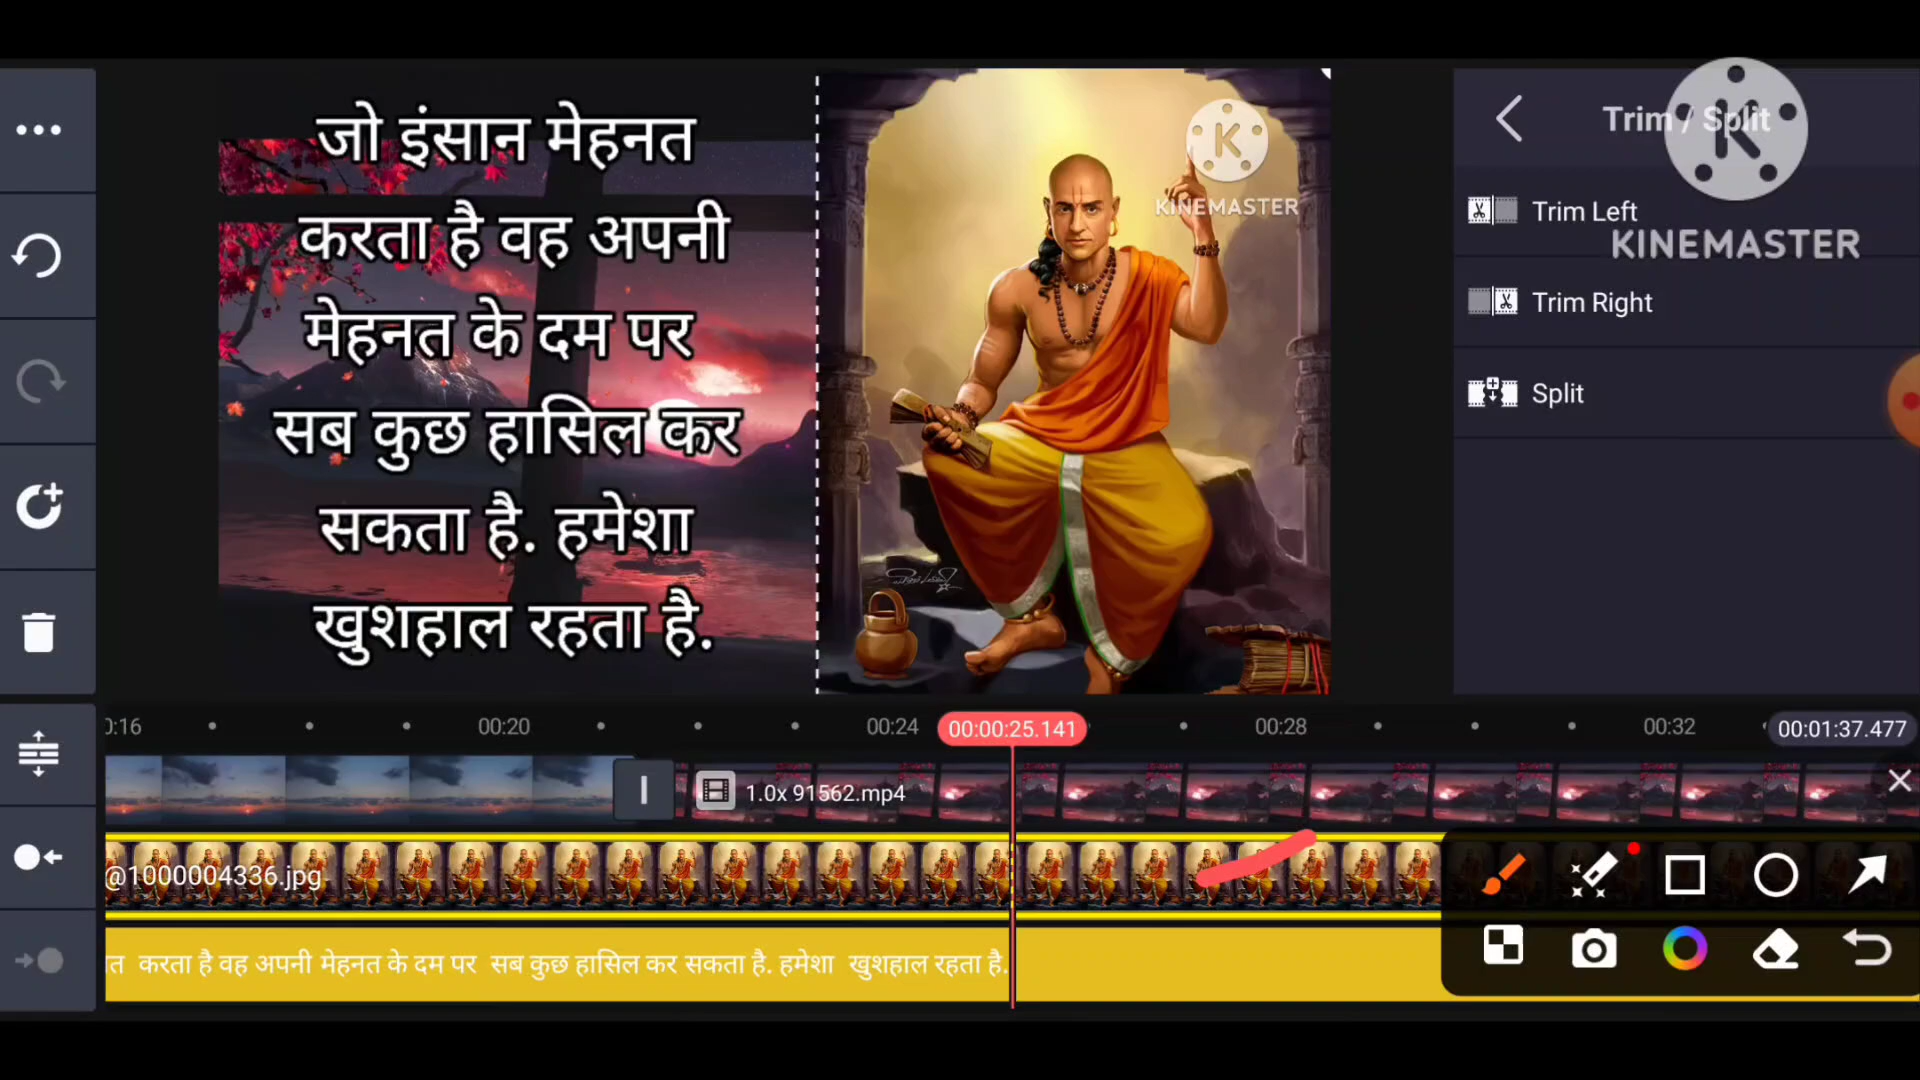 जो इंसान मेहनत
करता है वह अपनी
मेहनत के दम पर
सब कुछ हासिल कर
सकता है. हमेशा
खुशहाल रहता है.
K
KINEMASTER
Trim / Split
K
KINEMASTER
Trim Left
Trim Right
Split
0:16
00:20
00:24
00:00:25.141
00:28
00:32
00:01:37.477
1.0x 91562.mp4
@1000004336.jpg
करता है वह अपनी मेहनत के दम पर सब कुछ हासिल कर सकता है. हमेशा खुशहाल रहता है.